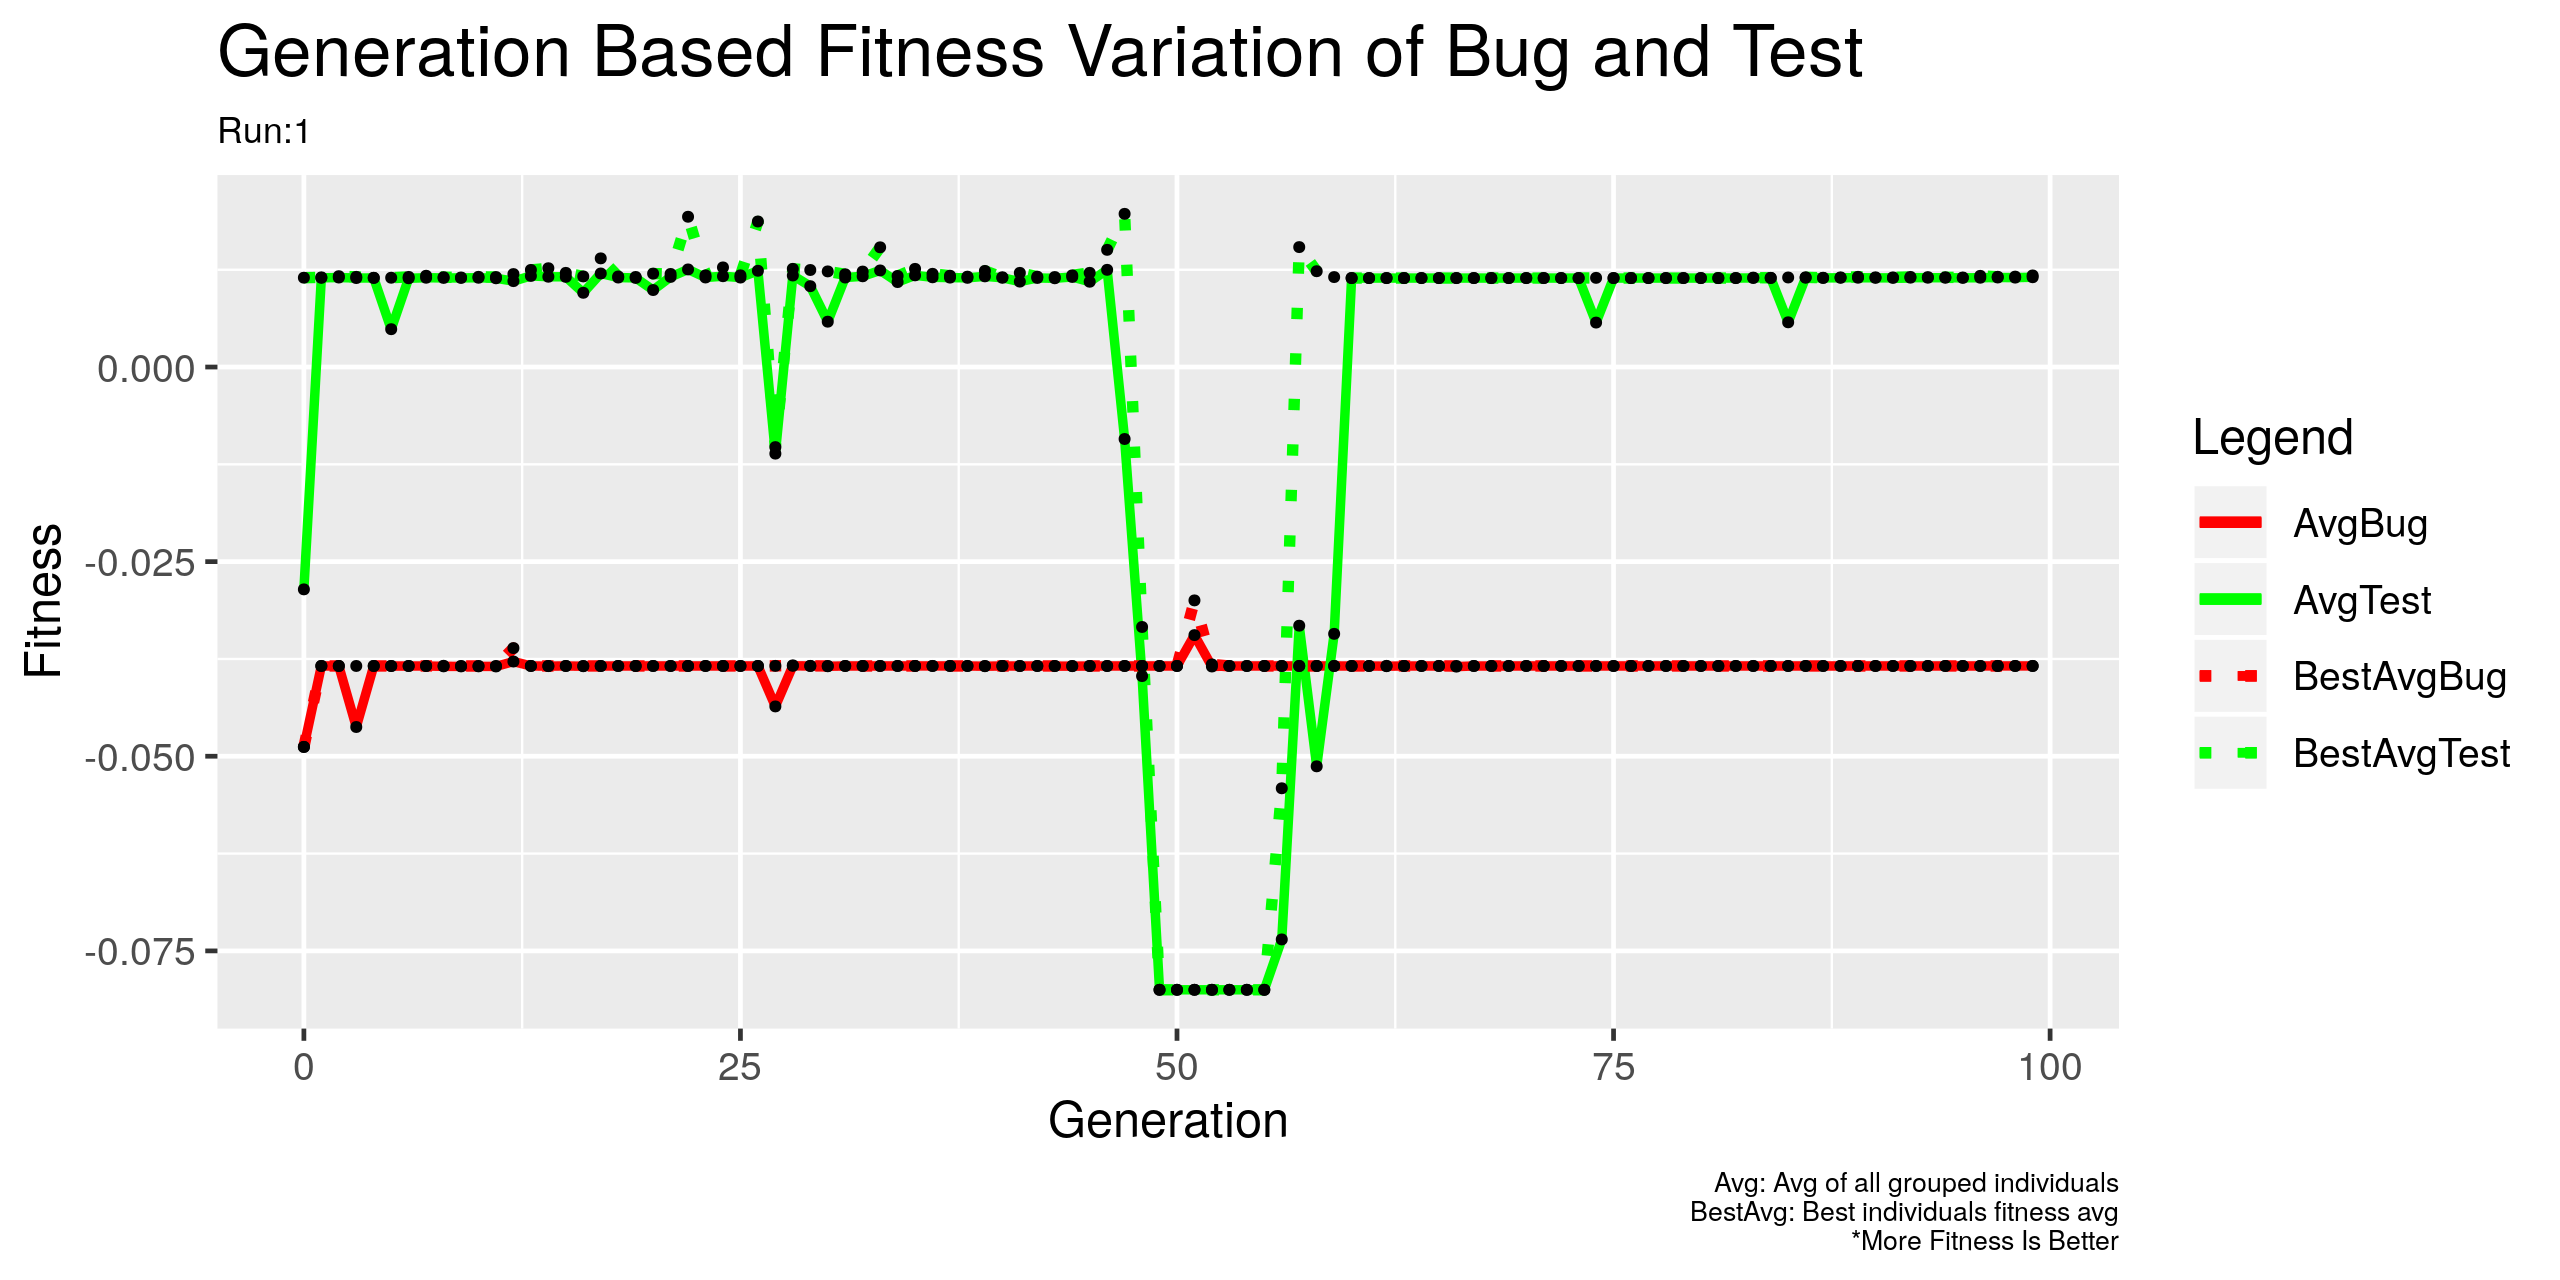 Generation Based Fitness Variation of Bug and Test
Run:1
Fitness
0.000
-0.025
-0.050
-0.075
0
25
50
75
100
Generation
Legend
AvgBug
AvgTest
BestAvgBug
BestAvgTest
Avg: Avg of all grouped individuals
BestAvg: Best individuals fitness avg
*More Fitness Is Better